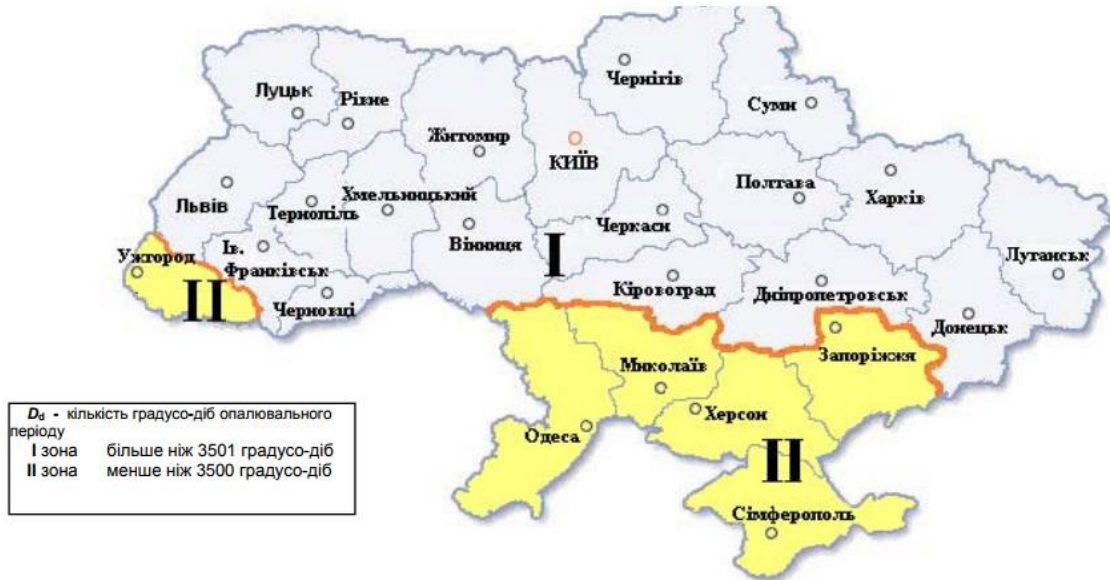 Чернігів
Луцьк
Рівне
Суми
Житомир
КИЇВ
Полтава
Харків
Львів
Тернопіль
Хмельницький
Вінниця
Черкаси
I
Луганськ
Ужгород
Ів.
Франківськ
II
Черновці
Кіровоград
Дніпропетровськ
Донецьк
Запоріжжя
Миколаїв
Херсон
Одеса
II
Сімферополь
Dd - кількість градусо-діб опалювального
періоду
I зона більше ніж 3501 градусо-діб
II зона менше ніж 3500 градусо-діб